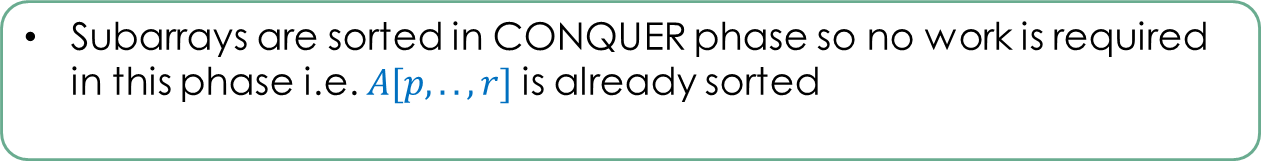 • Subarrays are sorted in CONQUER phase so no work is required
in this phase i.e. A[p,..,r] is already sorted